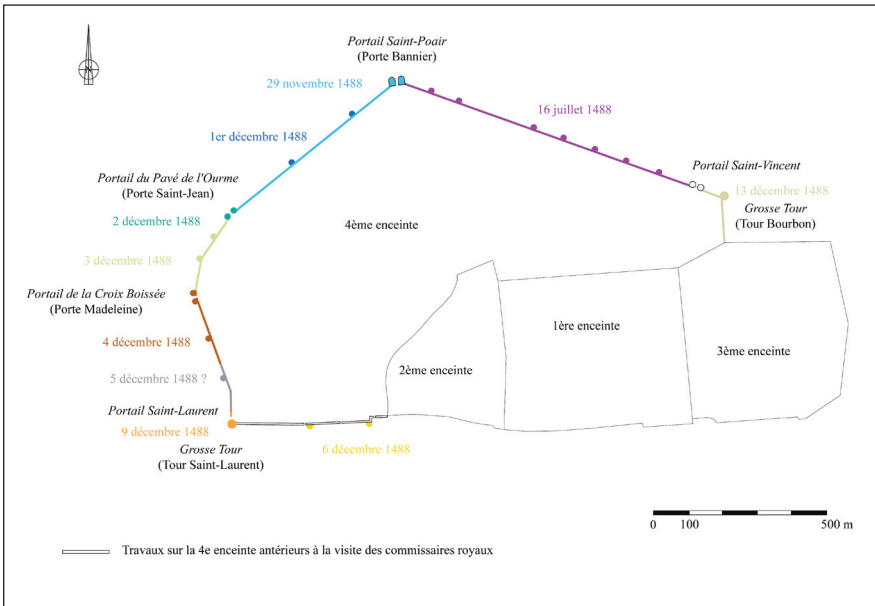 N
Portail Saint-Poair
(Porte Bannier)
29 novembre 1488
16 juillet 1488
1er décembre 1488
Portail Saint-Vincent
Portail du Pavé de l'Ourme
(Porte Saint-Jean)
13 décembre 1488
Grosse Tour
(Tour Bourbon)
2 décembre 1488
4ème enceinte
3 décembre 1488
Portail de la Croix Boissée
(Porte Madeleine)
1ère enceinte
4 décembre 1488
3ème enceinte
2ème enceinte
5 décembre 1488 ?
Portail Saint-Laurent
9 décembre 1488
Grosse Tour
(Tour Saint-Laurent)
6 décembre 1488
0 100 500 m
Travaux sur la 4e enceinte antérieurs à la visite des commissaires royaux